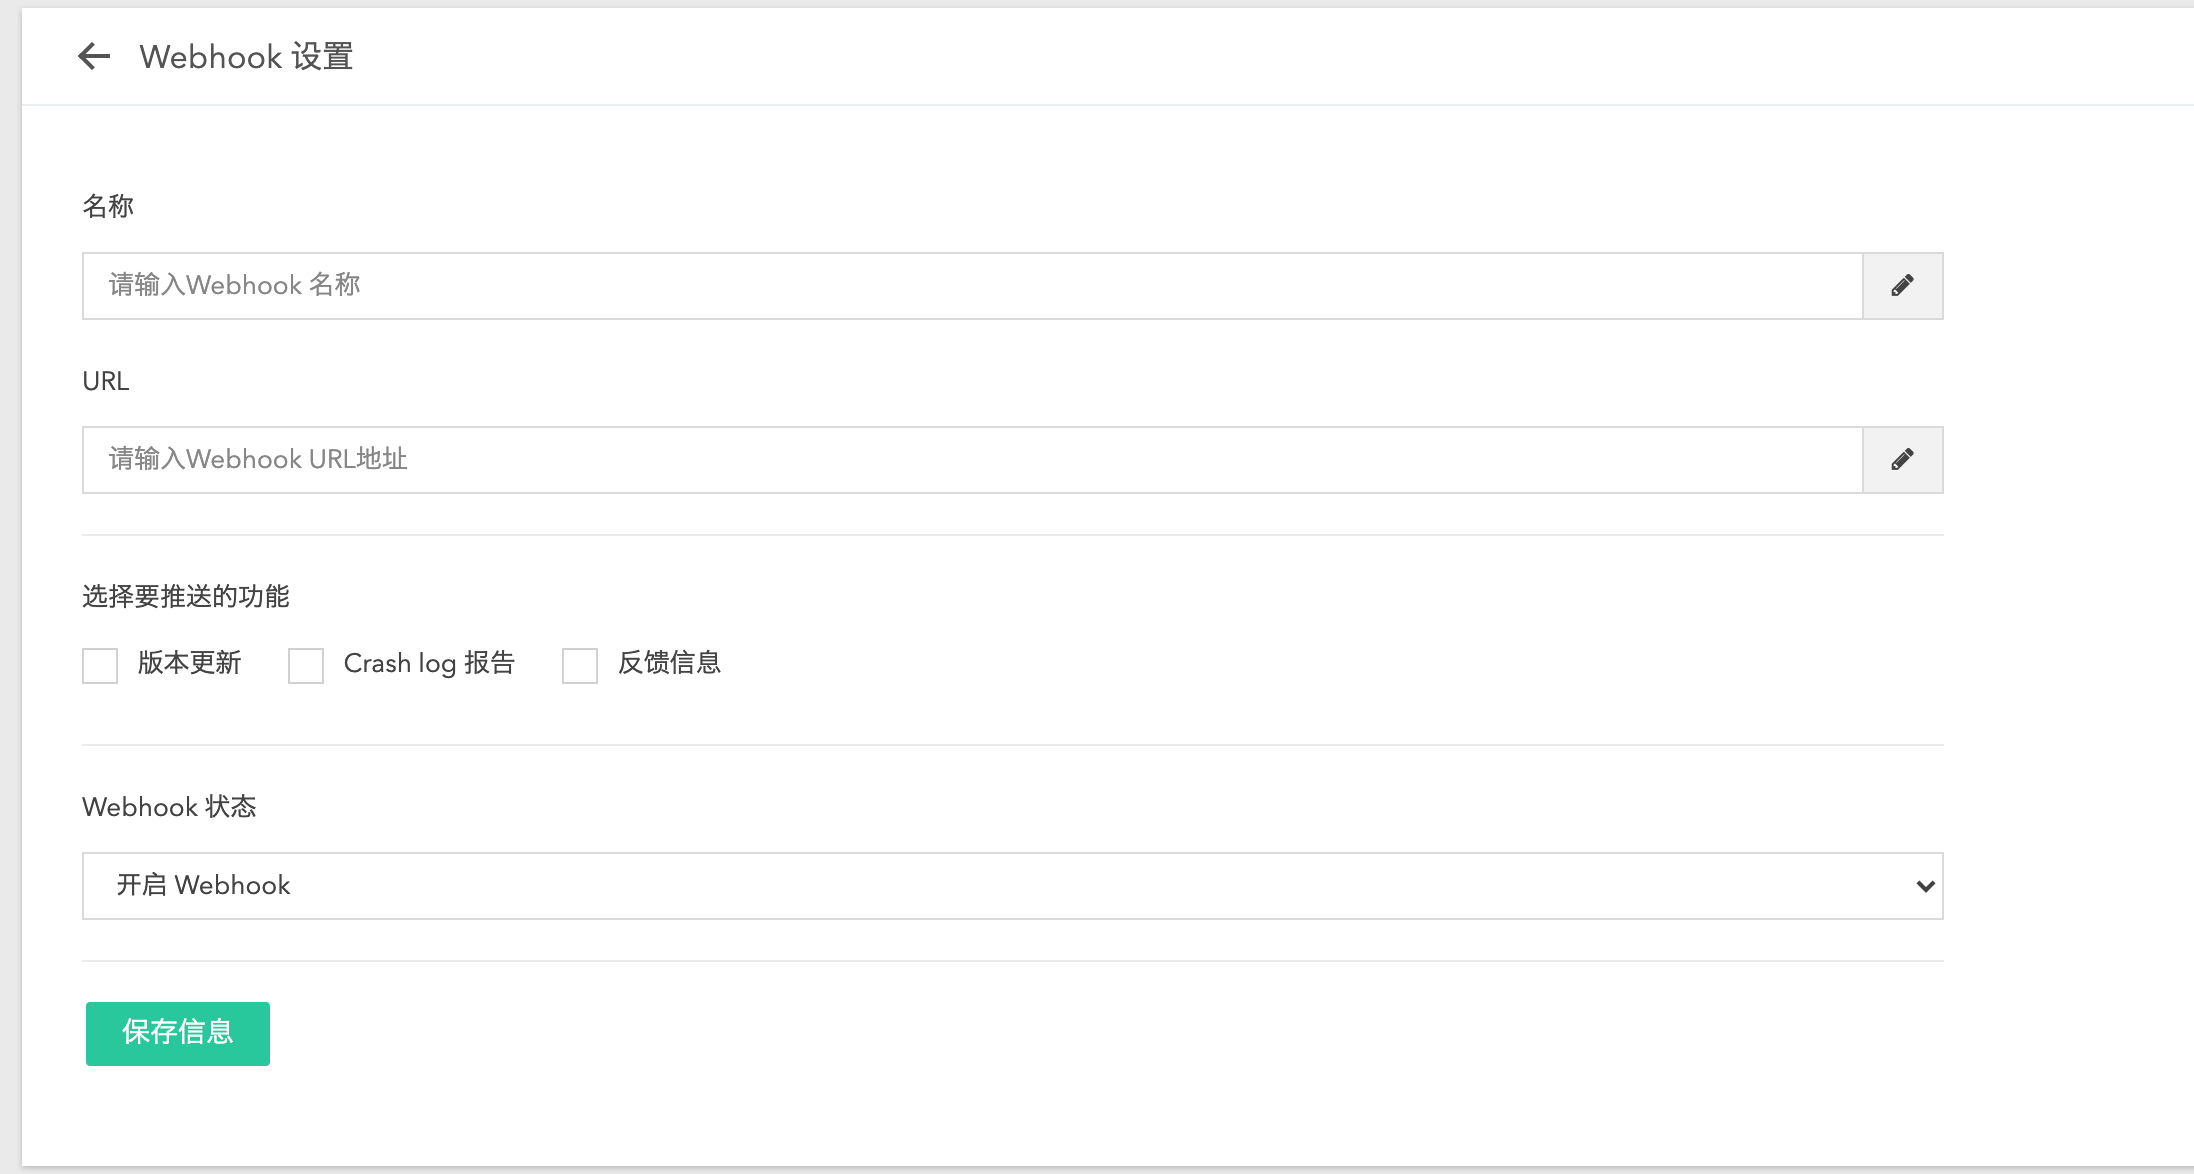 Webhook 设置
名称
请输入Webhook 名称
URL
请输入Webhook URL地址
选择要推送的功能
版本更新 Crash log 报告 反馈信息
Webhook 状态
开启 Webhook
保存信息